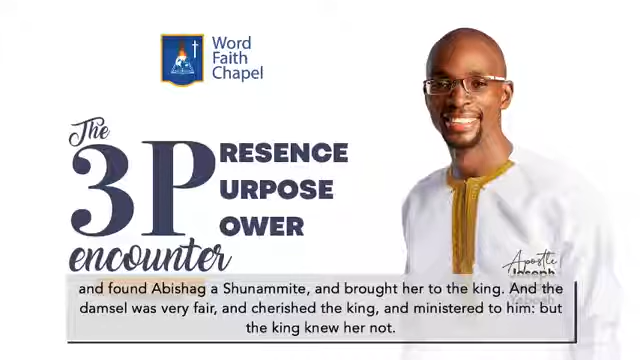 Word
Faith
Chapel
The
3P
RESENCE
URPOSE
OWER
encounter
Apostle
Joseph
and found Abishag a Shunammite, and brought her to the king. And the
damsel was very fair, and cherished the king, and ministered to him: but
the king knew her not.